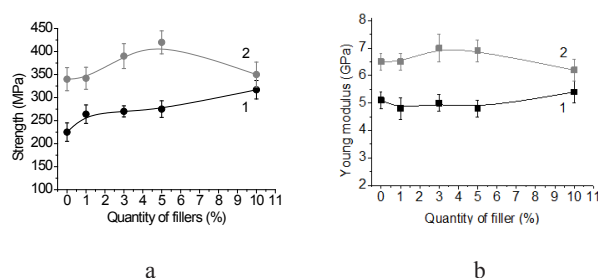 450
400
350
300
250
200
150
100
Strength (MPa)
2
1
0 1 2 3 4 5 6 7 8 9 10 11
Quantity of fillers (%)
a
8
7
6
5
4
3
2
Young modulus (GPa)
2
1
0 1 2 3 4 5 6 7 8 9 10 11
Quantity of filler (%)
b